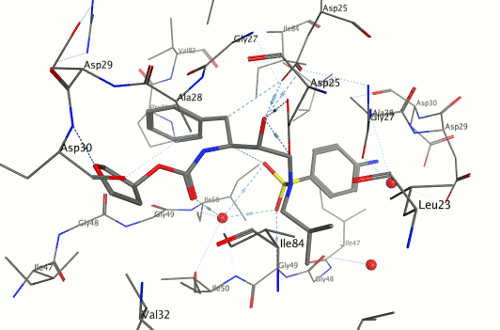 Asp25
Ile84
Gly27
Val82
Asp29
Asp25
Ala28
Asp30
Ala28
Gly27
Asp29
Asp30
Ile50
Leu23
Gly49
Gly48
Ile84
Ile47
Ile47
Gly49
Gly48
Ile50
Val32